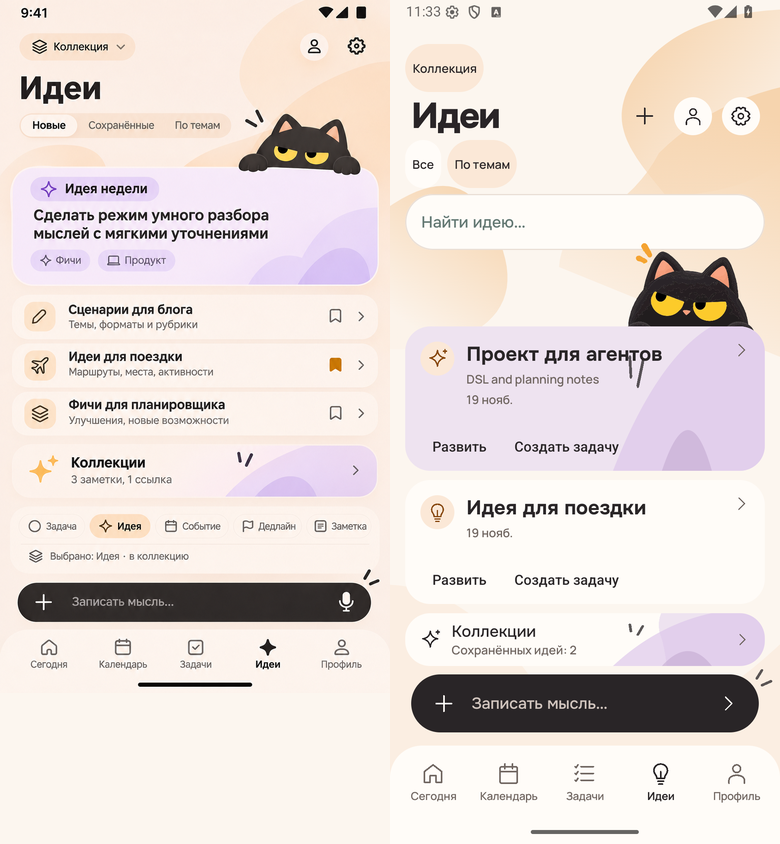 9:41
Коллекция
Идеи
Новые Сохранённые По темам
Идея недели
Сделать режим умного разбора
мыслей с мягкими уточнениями
Фичи Продукт
Сценарии для блога
Темы, форматы и рубрики
Идеи для поездки
Маршруты, места, активности
Фичи для планировщика
Улучшения, новые возможности
Коллекции
3 заметки, 1 ссылка
Задача Идея Событие Дедлайн Заметка
Выбрано: Идея · в коллекцию
Записать мысль...
Сегодня Календарь Задачи Идеи Профиль
11:33
Коллекция
Идеи
Все По темам
Найти идею...
Проект для агентов
DSL and planning notes
19 нояб.
Развить Создать задачу
Идея для поездки
19 нояб.
Развить Создать задачу
Коллекции
Сохранённых идей: 2
Записать мысль...
Сегодня Календарь Задачи Идеи Профиль